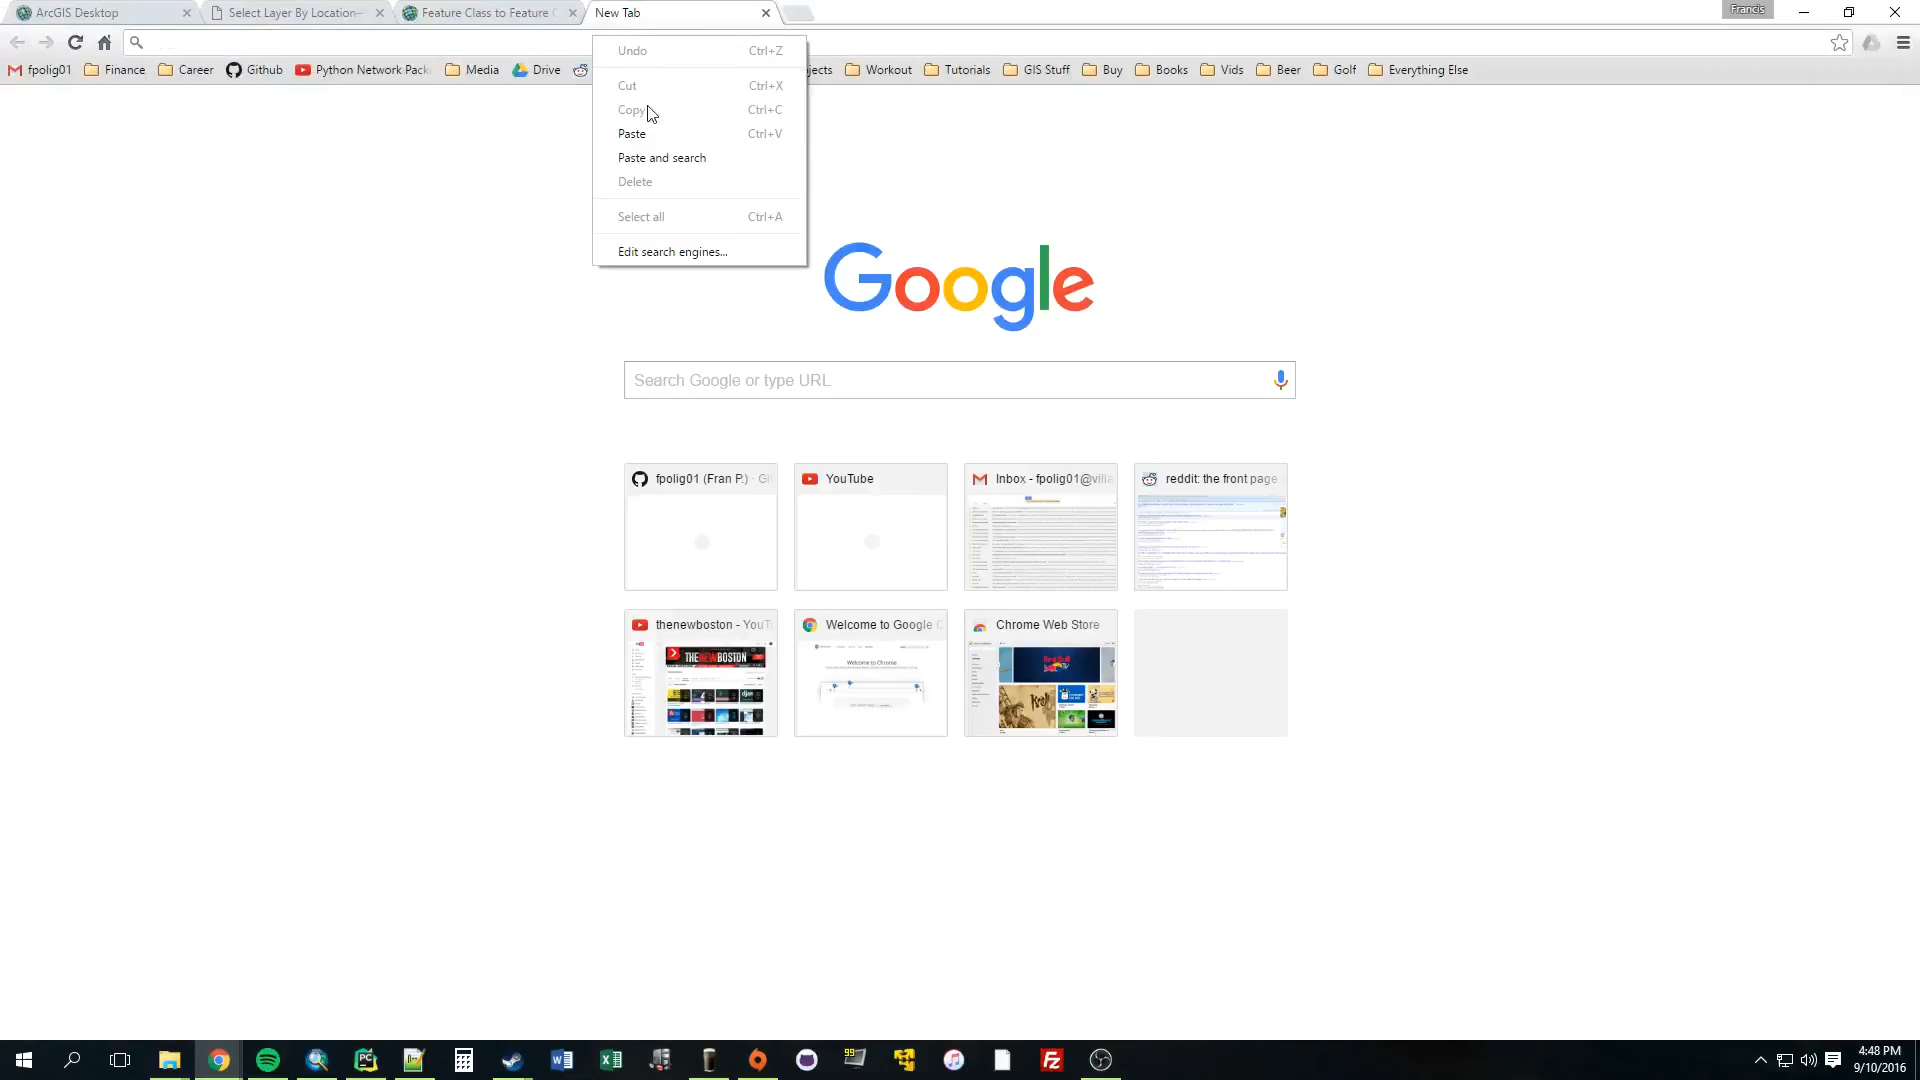 ArcGIS Desktop
Select Layer By Location—
Feature Class to Feature C
New Tab
Francis
fpolig01
Finance
Career
Github
Python Network Pack
Media
Drive
jects
Workout
Tutorials
GIS Stuff
Buy
Books
Vids
Beer
Golf
Everything Else
Undo Ctrl+Z
Cut Ctrl+X
Copy Ctrl+C
Paste Ctrl+V
Paste and search
Delete
Select all Ctrl+A
Edit search engines...
Google
Search Google or type URL
fpolig01 (Fran P.) · Git
YouTube
Inbox - fpolig01@villa
reddit: the front page
thenewboston - YouT
Welcome to Google C
Chrome Web Store
THENEWBOSTON
Welcome to Chrome
4:48 PM
9/10/2016